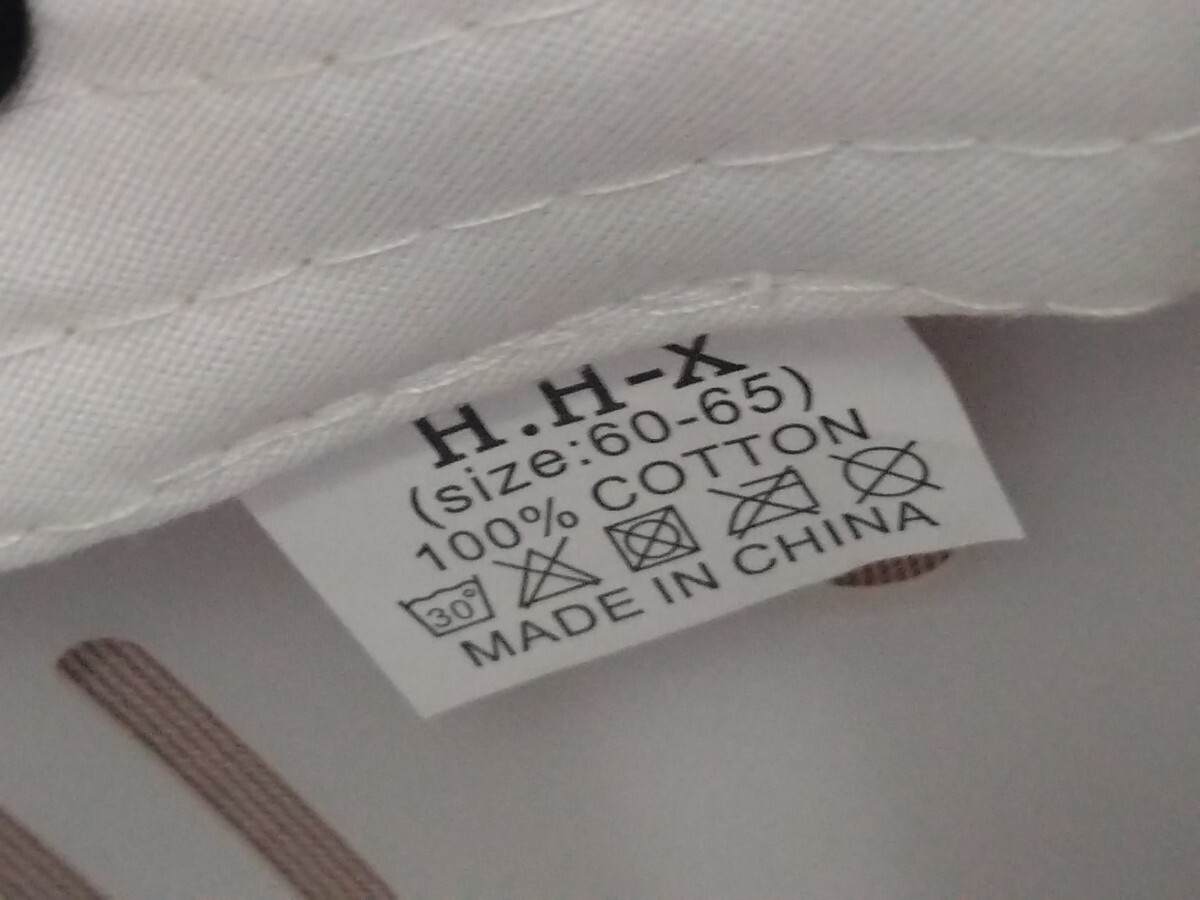 H.H-X
(size:60-65)
100% COTTON
30°
MADE IN CHINA